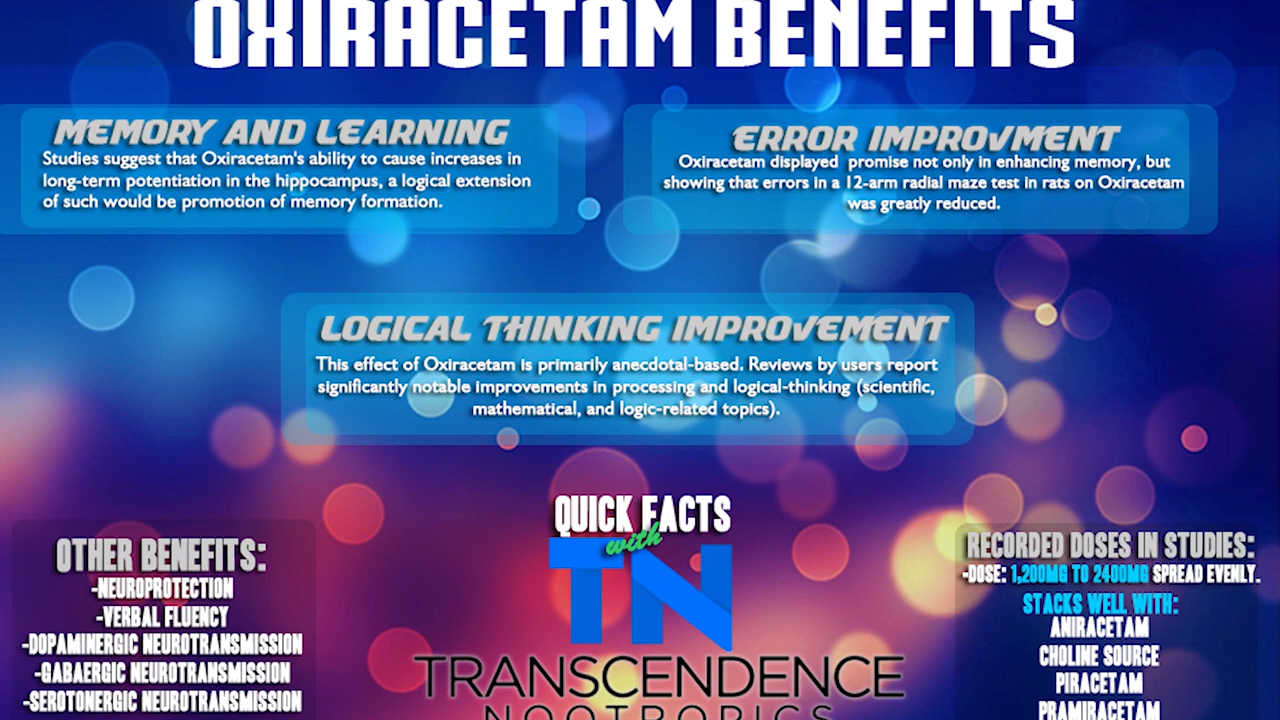 OXIRACETAM BENEFITS
MEMORY AND LEARNING
Studies suggest that Oxiracetam's ability to cause increases in
long-term potentiation in the hippocampus, a logical extension
of such would be promotion of memory formation.
ERROR IMPROVMENT
Oxiracetam displayed promise not only in enhancing memory, but
showing that errors in a 12-arm radial maze test in rats on Oxiracetam
was greatly reduced.
LOGICAL THINKING IMPROVEMENT
This effect of Oxiracetam is primarily anecdotal-based. Reviews by users report
significantly notable improvements in processing and logical-thinking (scientific,
mathematical, and logic-related topics).
OTHER BENEFITS:
-NEUROPROTECTION
-VERBAL FLUENCY
-DOPAMINERGIC NEUROTRANSMISSION
-GABAERGIC NEUROTRANSMISSION
-SEROTONERGIC NEUROTRANSMISSION
QUICK FACTS
with
TN
TRANSCENDENCE
NOOTROPICS
RECORDED DOSES IN STUDIES:
-DOSE: 1,200MG TO 2400MG SPREAD EVENLY.
STACKS WELL WITH:
ANIRACETAM
CHOLINE SOURCE
PIRACETAM
PRAMIRACETAM